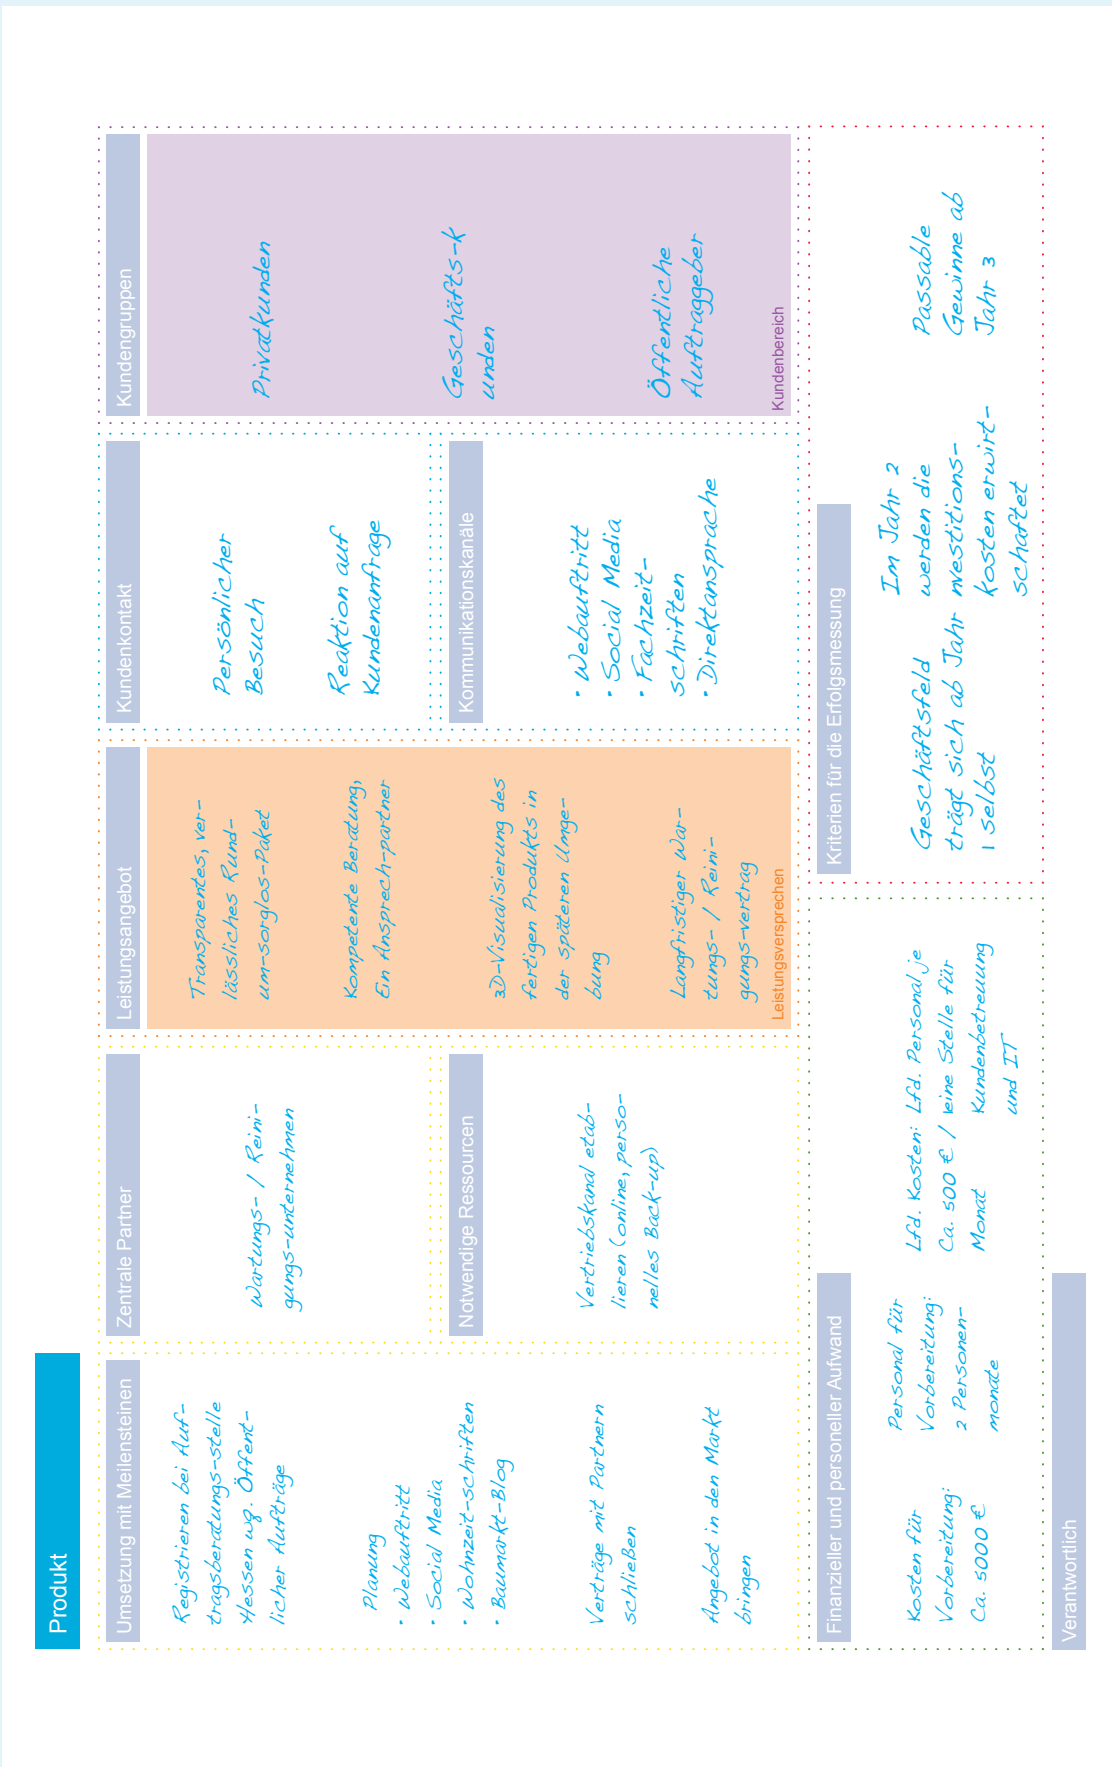 Produkt
Umsetzung mit Meilensteinen
Registrieren bei Auf-
tragsberatungs-stelle
Hessen wg. Öffent-
licher Aufträge
Planung
• Webauftritt
• Social Media
• Wohnzeit-schriften
• Baumarkt-Blog
Verträge mit Partnern
schließen
Angebot in den Markt
bringen
Zentrale Partner
Wartungs- / Reini-
gungs-unternehmen
Notwendige Ressourcen
Vertriebskanal etab-
lieren (online, perso-
nelles Back-up)
Leistungsangebot
Transparentes, ver-
lässliches Rund-
um-sorglos-Paket
Kompetente Beratung,
Ein Ansprech-partner
3D-Visualisierung des
fertigen Produkts in
der späteren Umge-
bung
Langfristiger War-
tungs- / Reini-
gungs-vertrag
Leistungsversprechen
Kundenkontakt
Persönlicher
Besuch
Reaktion auf
Kundenanfrage
Kommunikationskanäle
• Webauftritt
• Social Media
• Fachzeit-
schriften
• Direktansprache
Kundengruppen
Privatkunden
Geschäfts-k
unden
Öffentliche
Auftraggeber
Kundenbereich
Finanzieller und personeller Aufwand
Kosten für
Vorbereitung:
Ca. 5000 €
Personal für
Vorbereitung:
2 Personen-
monate
Lfd. Kosten:
Ca. 500 € /
Monat
Lfd. Personal je
eine Stelle für
Kundenbetreuung
und IT
Kriterien für die Erfolgsmessung
Geschäftsfeld
trägt sich ab Jahr
1 selbst
Im Jahr 2
werden die
nvestitions-
kosten erwirt-
schaftet
Passable
Gewinne ab
Jahr 3
Verantwortlich